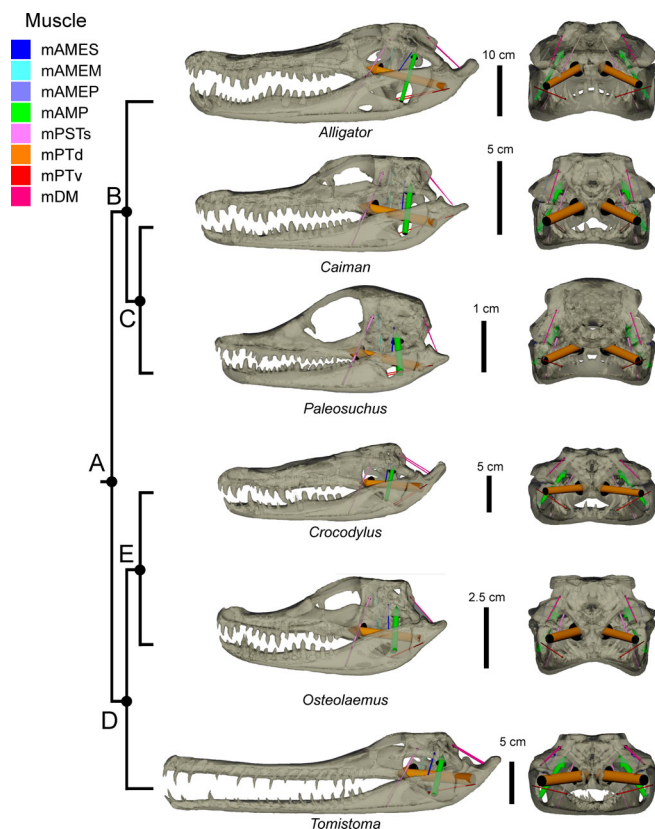 Muscle
mAMES
mAMEM
mAMEP
mAMP
mPSTs
mPTd
mPTv
mDM
10 cm
Alligator
B
5 cm
Caiman
C
1 cm
Paleosuchus
A
5 cm
Crocodylus
E
2.5 cm
Osteolaemus
D
5 cm
Tomistoma